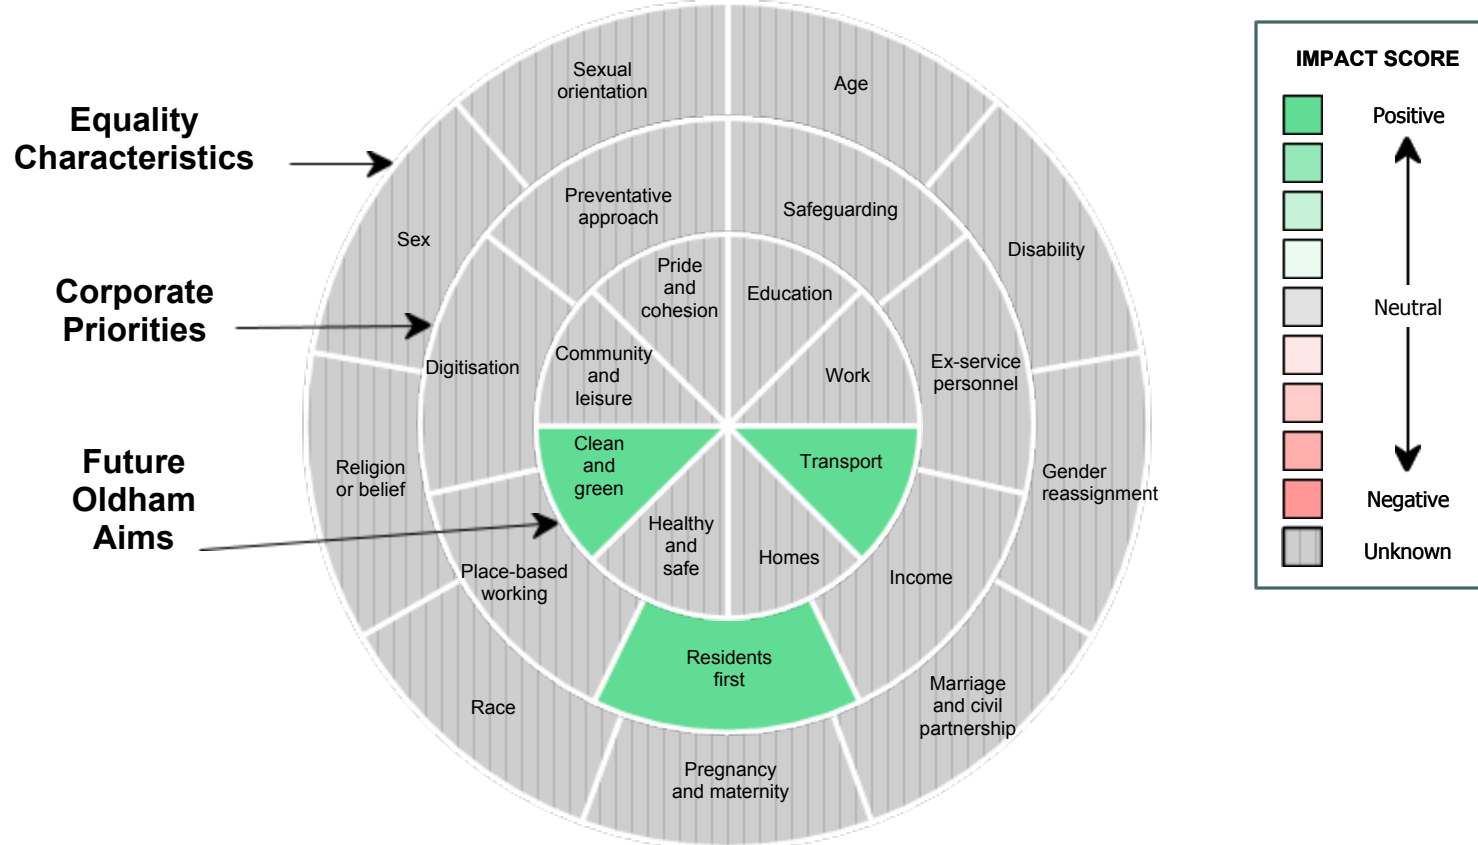 Equality
Characteristics
Corporate
Priorities
Future
Oldham
Aims
Sexual
orientation
Age
Sex
Disability
Religion
or belief
Gender
reassignment
Race
Marriage
and civil
partnership
Pregnancy
and maternity
Preventative
approach
Safeguarding
Digitisation
Ex-service
personnel
Place-based
working
Income
Residents
first
Pride
and
cohesion
Education
Community
and
leisure
Work
Clean
and
green
Transport
Healthy
and
safe
Homes
IMPACT SCORE
Positive
Neutral
Negative
Unknown